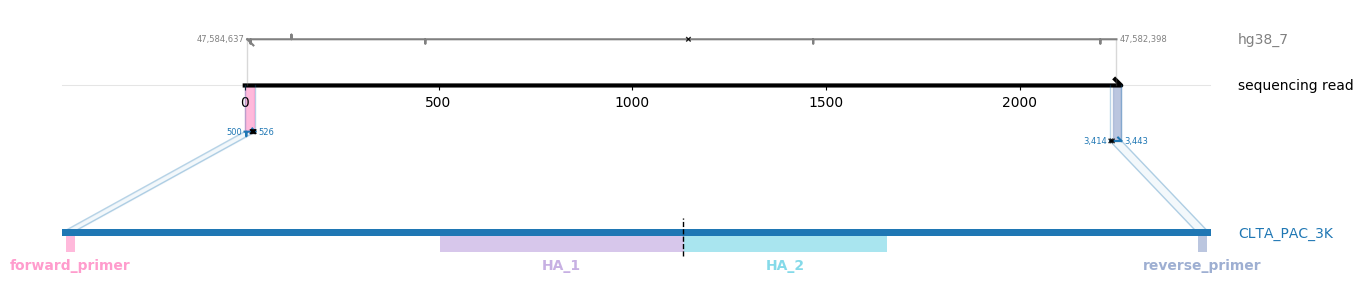 47,584,637
47,582,398
hg38_7
sequencing read
0
500
1000
1500
2000
500
526
3,414
3,443
CLTA_PAC_3K
forward_primer
HA_1
HA_2
reverse_primer